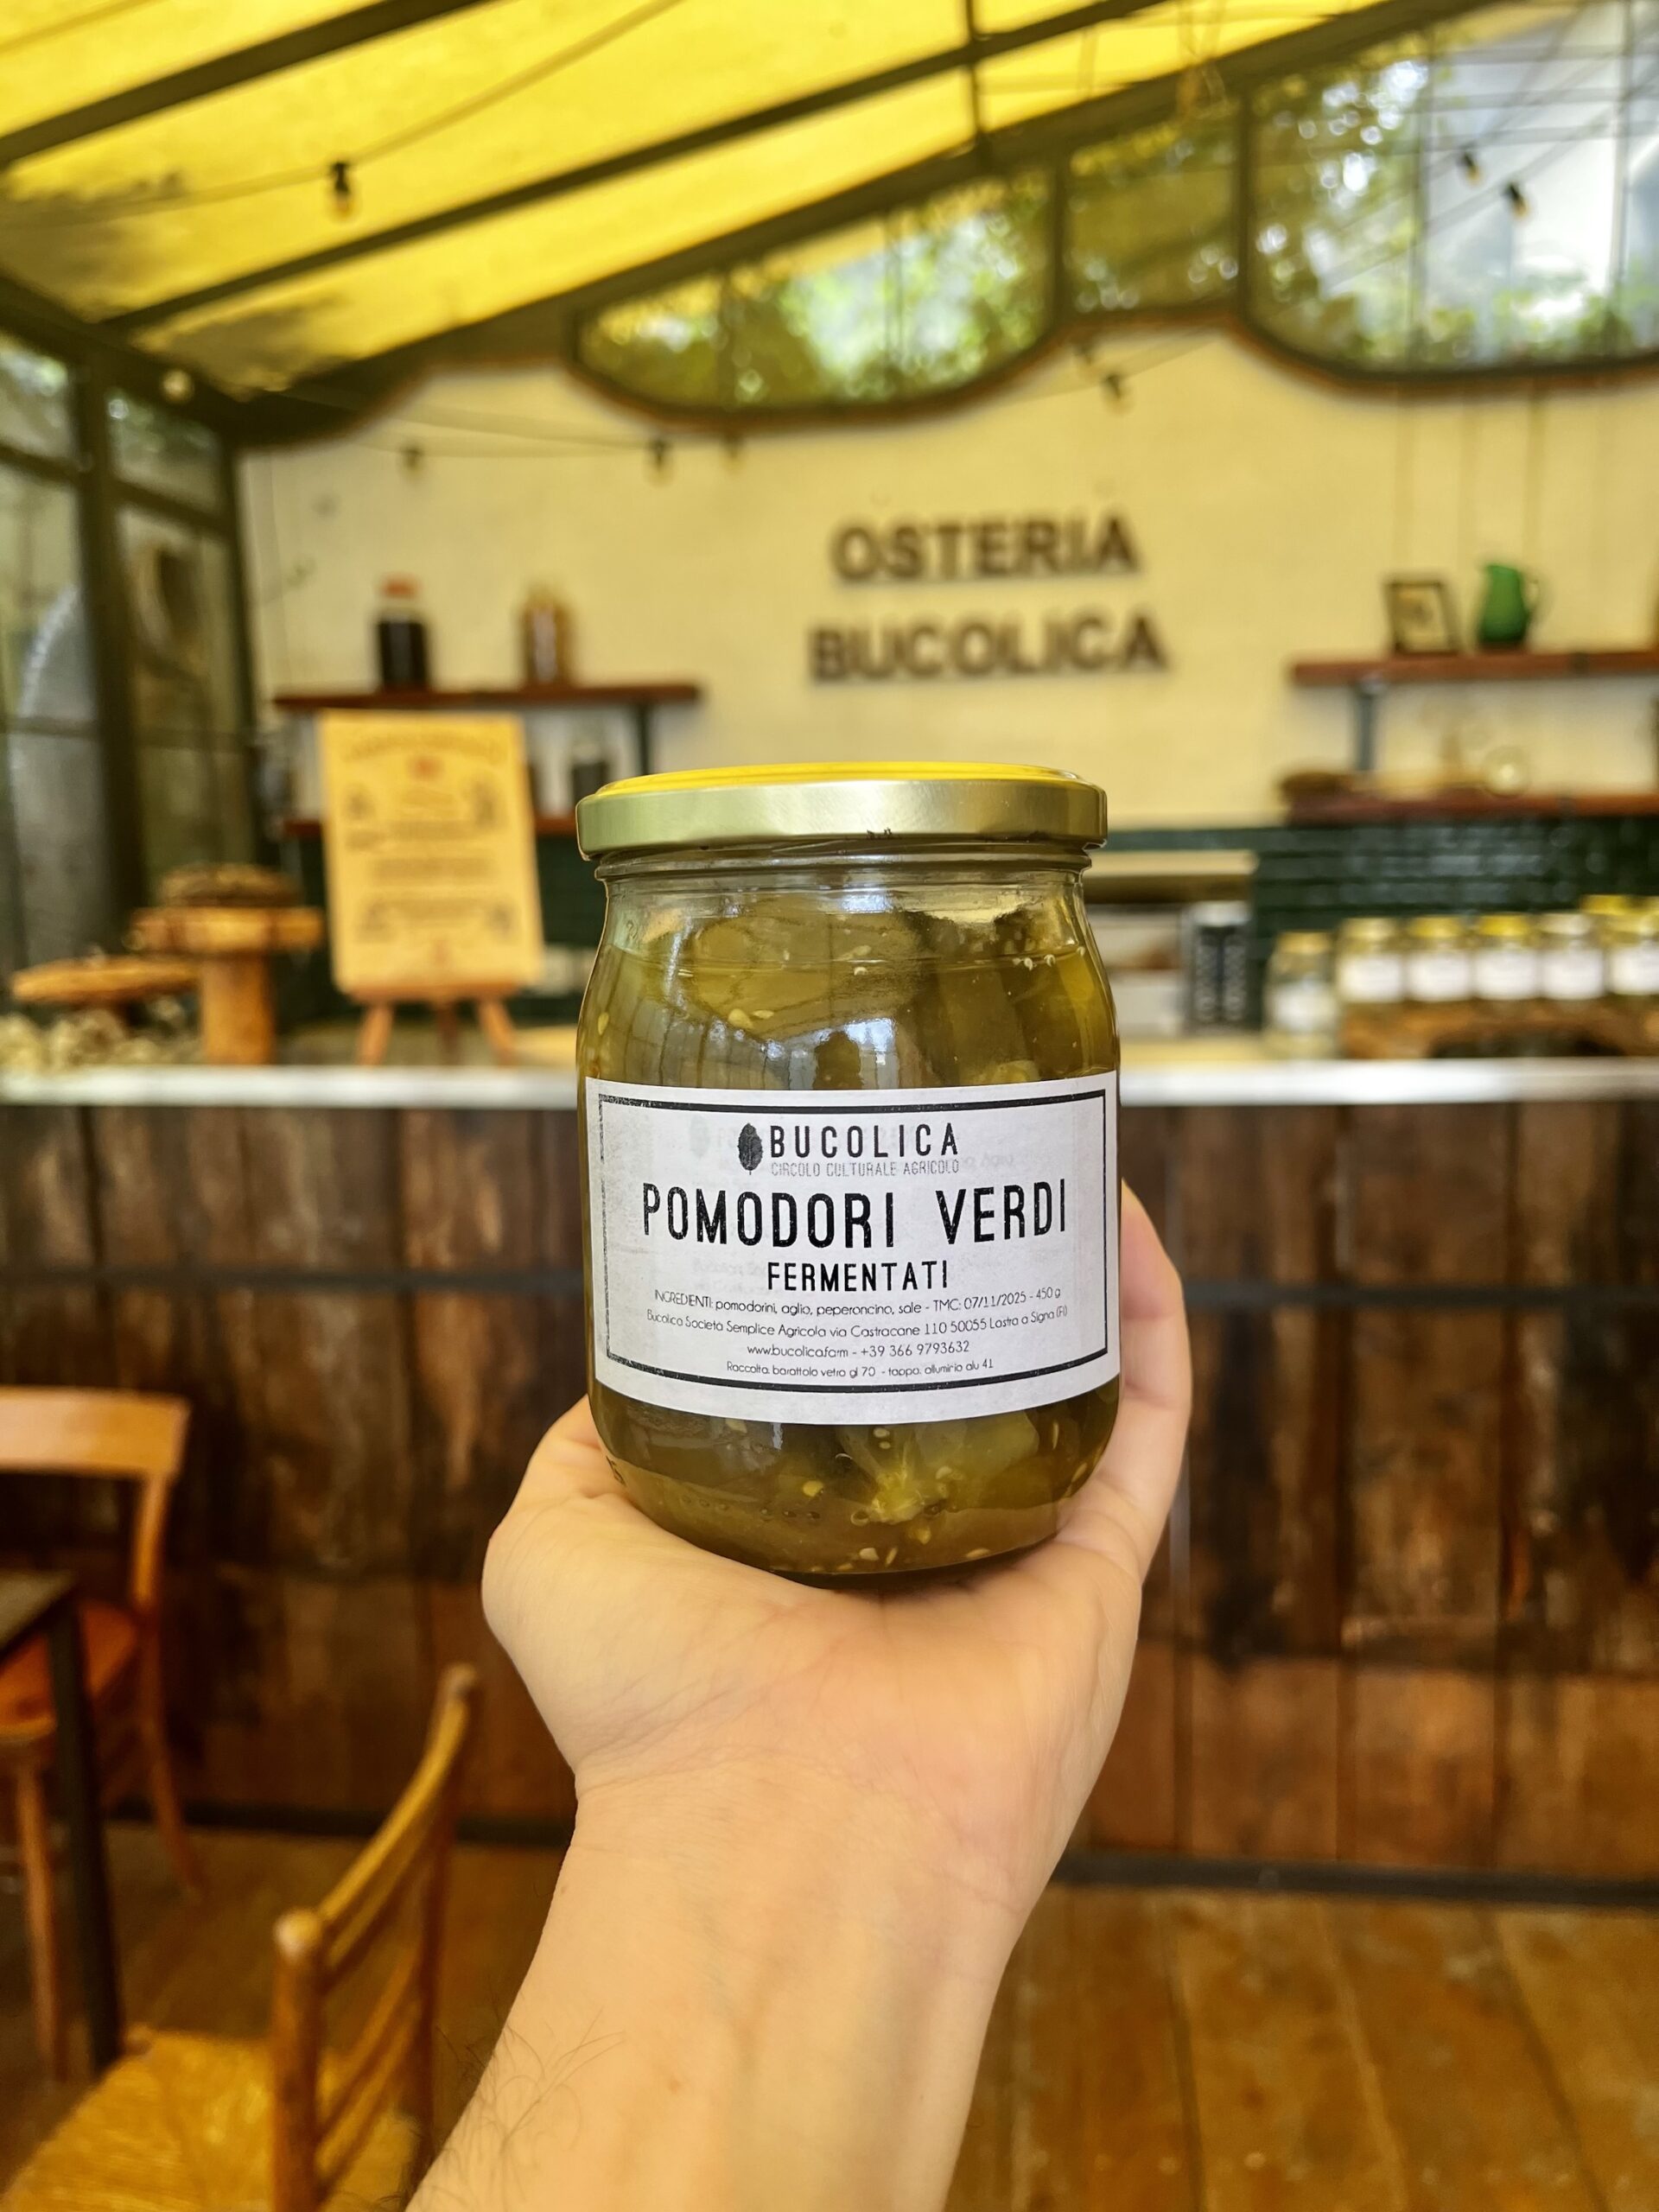 OSTERIA
BUCOLICA
BUCOLICA
CIRCOLO CULTURALE AGRICOLO
POMODORI VERDI
FERMENTATI
INGREDIENTI: pomodorini, aglio, peperoncino, sale - TMC: 07/11/2025 - 450 g
Bucolica Società Semplice Agricola via Castracane 110 50055 Lastra a Signa (FI)
www.bucolica.farm - +39 366 9793632
Raccolta: barattolo vetro gl 70 - tappo: alluminio alu 41